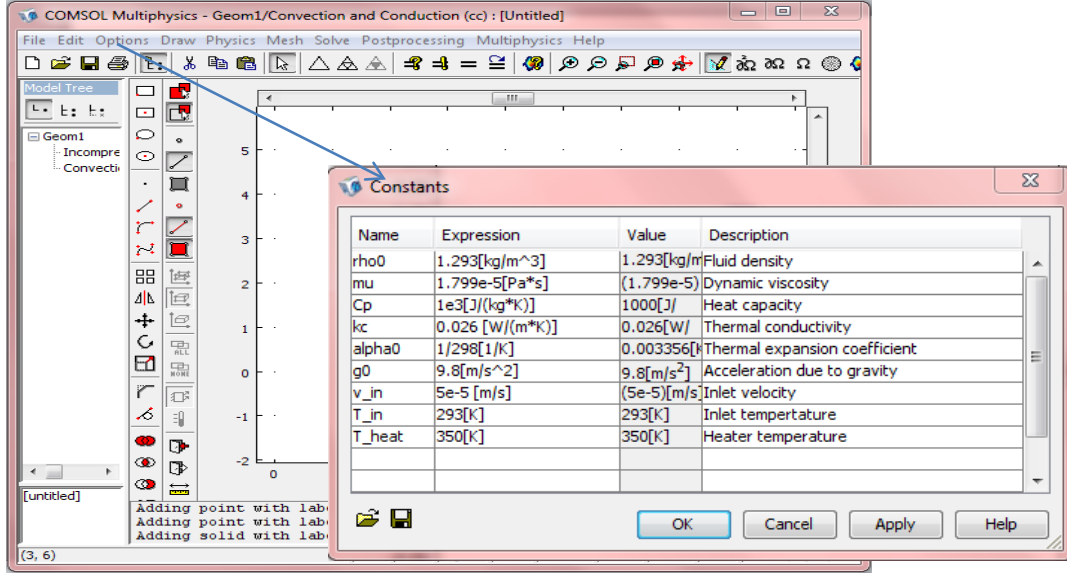 COMSOL Multiphysics - Geom1/Convection and Conduction (cc) : [Untitled]
File Edit Options Draw Physics Mesh Solve Postprocessing Multiphysics Help
Model Tree
Geom1
Incompre
Convecti
5
4
3
2
1
0
-1
-2
0
ALL
NONE
[untitled]
Adding point with lab
Adding point with lab
Adding solid with lab
(3, 6)
Constants
Name Expression Value Description
rho0 1.293[kg/m^3] 1.293[kg/m Fluid density
mu 1.799e-5[Pa*s] (1.799e-5) Dynamic viscosity
Cp 1e3[J/(kg*K)] 1000[J/ Heat capacity
kc 0.026 [W/(m*K)] 0.026[W/ Thermal conductivity
alpha0 1/298[1/K] 0.003356[ Thermal expansion coefficient
g0 9.8[m/s^2] 9.8[m/s²] Acceleration due to gravity
v_in 5e-5 [m/s] (5e-5)[m/s] Inlet velocity
T_in 293[K] 293[K] Inlet tempertature
T_heat 350[K] 350[K] Heater temperature
OK Cancel Apply Help